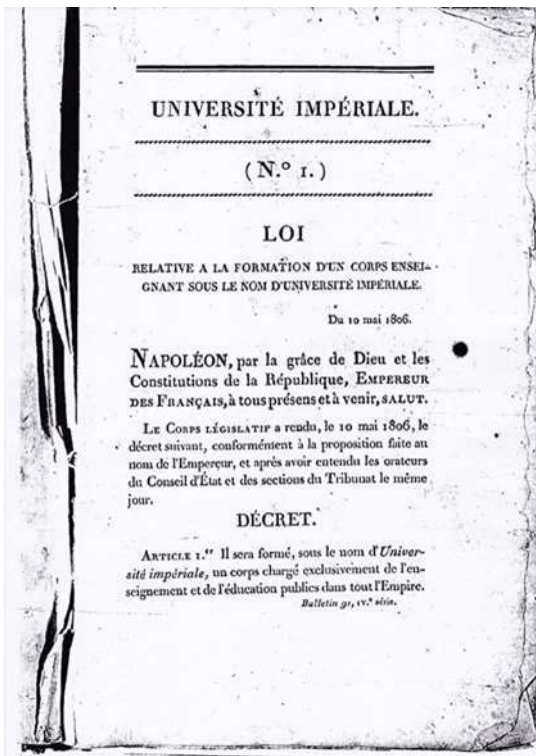 UNIVERSITÉ IMPÉRIALE.
(N.º 1.)
LOI
RELATIVE A LA FORMATION D'UN CORPS ENSEI-
GNANT SOUS LE NOM D'UNIVERSITÉ IMPÉRIALE.
Du 10 mai 1806.
NAPOLÉON, par la grâce de Dieu et les
Constitutions de la République, EMPEREUR
DES FRANÇAIS, à tous présens et à venir, SALUT.
LE CORPS LÉGISLATIF a rendu, le 10 mai 1806, le
décret suivant, conformément à la proposition faite au
nom de l'Empereur, et après avoir entendu les orateurs
du Conseil d'État et des sections du Tribunat le même
jour.
DÉCRET.
ARTICLE 1.er Il sera formé, sous le nom d'Univer-
sité impériale, un corps chargé exclusivement de l'en-
seignement et de l'éducation publics dans tout l'Empire.
Bulletin 91, IV.e série.